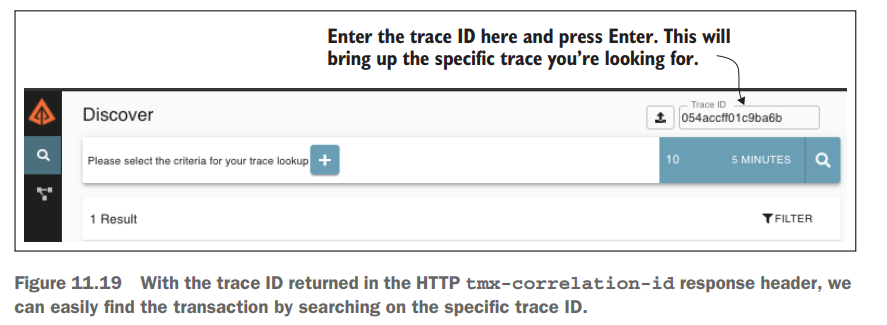 Enter the trace ID here and press Enter. This will
bring up the specific trace you're looking for.
Discover
Trace ID
054accff01c9ba6b
Please select the criteria for your trace lookup
10 5 MINUTES
1 Result
FILTER
Figure 11.19 With the trace ID returned in the HTTP tmx-correlation-id response header, we
can easily find the transaction by searching on the specific trace ID.